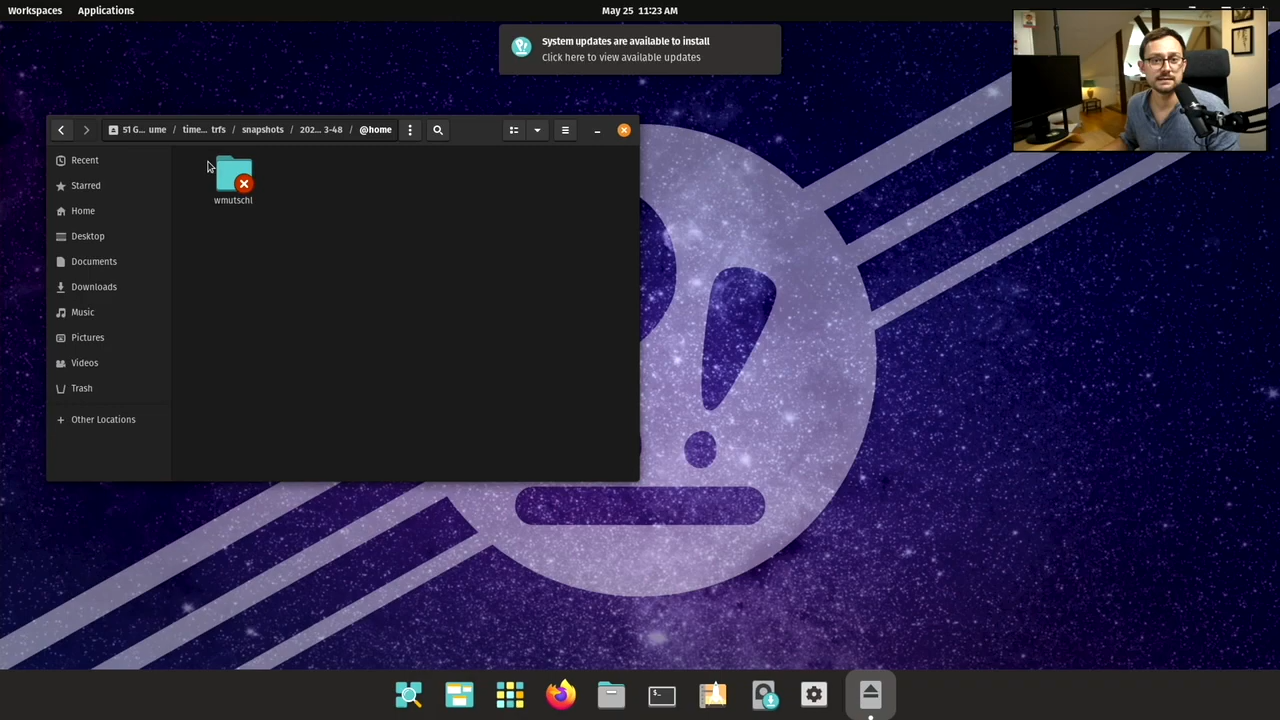 Workspaces Applications May 25 11:23 AM
System updates are available to install
Click here to view available updates
51 G... ume / time... trfs / snapshots / 202... 3-48 / @home
Recent
Starred
Home
Desktop
Documents
Downloads
Music
Pictures
Videos
Trash
Other Locations
wmutschl